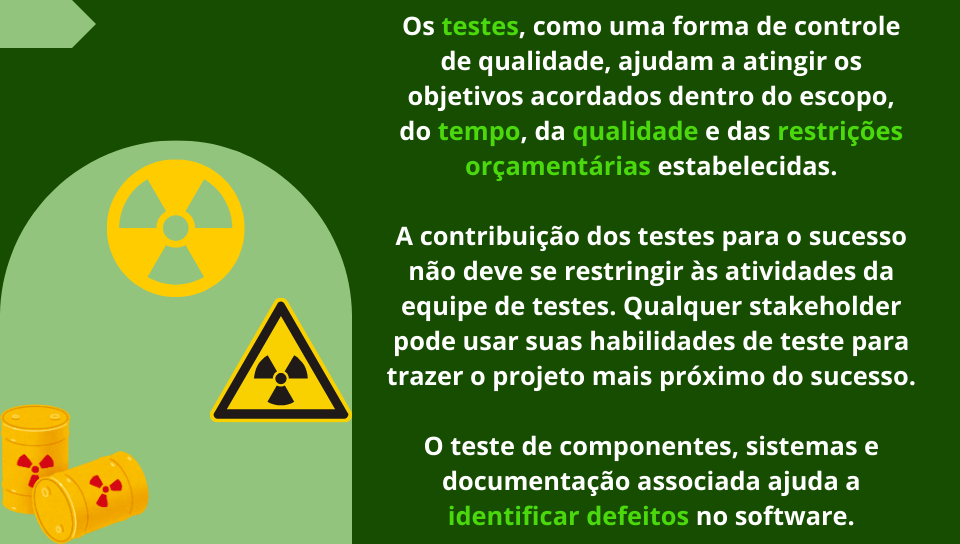 Os testes, como uma forma de controle
de qualidade, ajudam a atingir os
objetivos acordados dentro do escopo,
do tempo, da qualidade e das restrições
orçamentárias estabelecidas.
A contribuição dos testes para o sucesso
não deve se restringir às atividades da
equipe de testes. Qualquer stakeholder
pode usar suas habilidades de teste para
trazer o projeto mais próximo do sucesso.
O teste de componentes, sistemas e
documentação associada ajuda a
identificar defeitos no software.